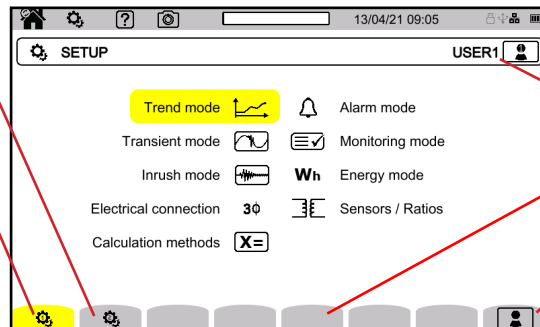 ? 13/04/21 09:05
SETUP USER1
Trend mode Alarm mode
Transient mode Monitoring mode
Inrush mode Wh Energy mode
Electrical connection 3φ Sensors / Ratios
Calculation methods X=